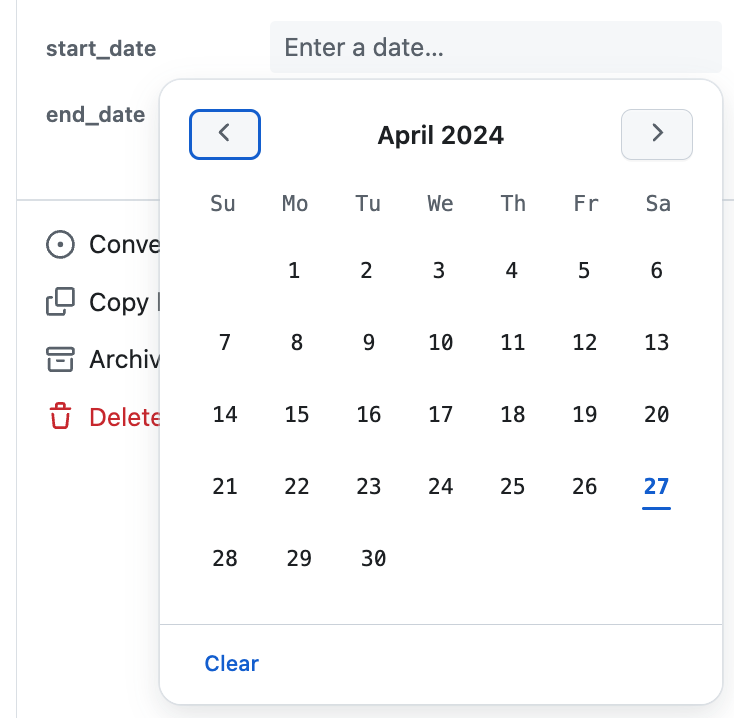 start_date
Enter a date...
end_date
April 2024
Su Mo Tu We Th Fr Sa
1 2 3 4 5 6
7 8 9 10 11 12 13
14 15 16 17 18 19 20
21 22 23 24 25 26 27
28 29 30
Clear
Conve
Copy
Archiv
Delete